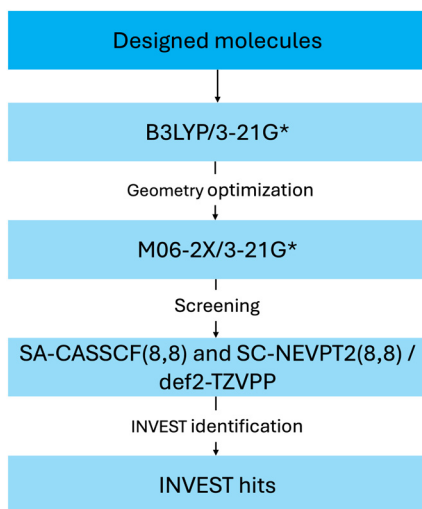 Designed molecules
B3LYP/3-21G*
Geometry optimization
M06-2X/3-21G*
Screening
SA-CASSCF(8,8) and SC-NEVPT2(8,8) /
def2-TZVPP
INVEST identification
INVEST hits